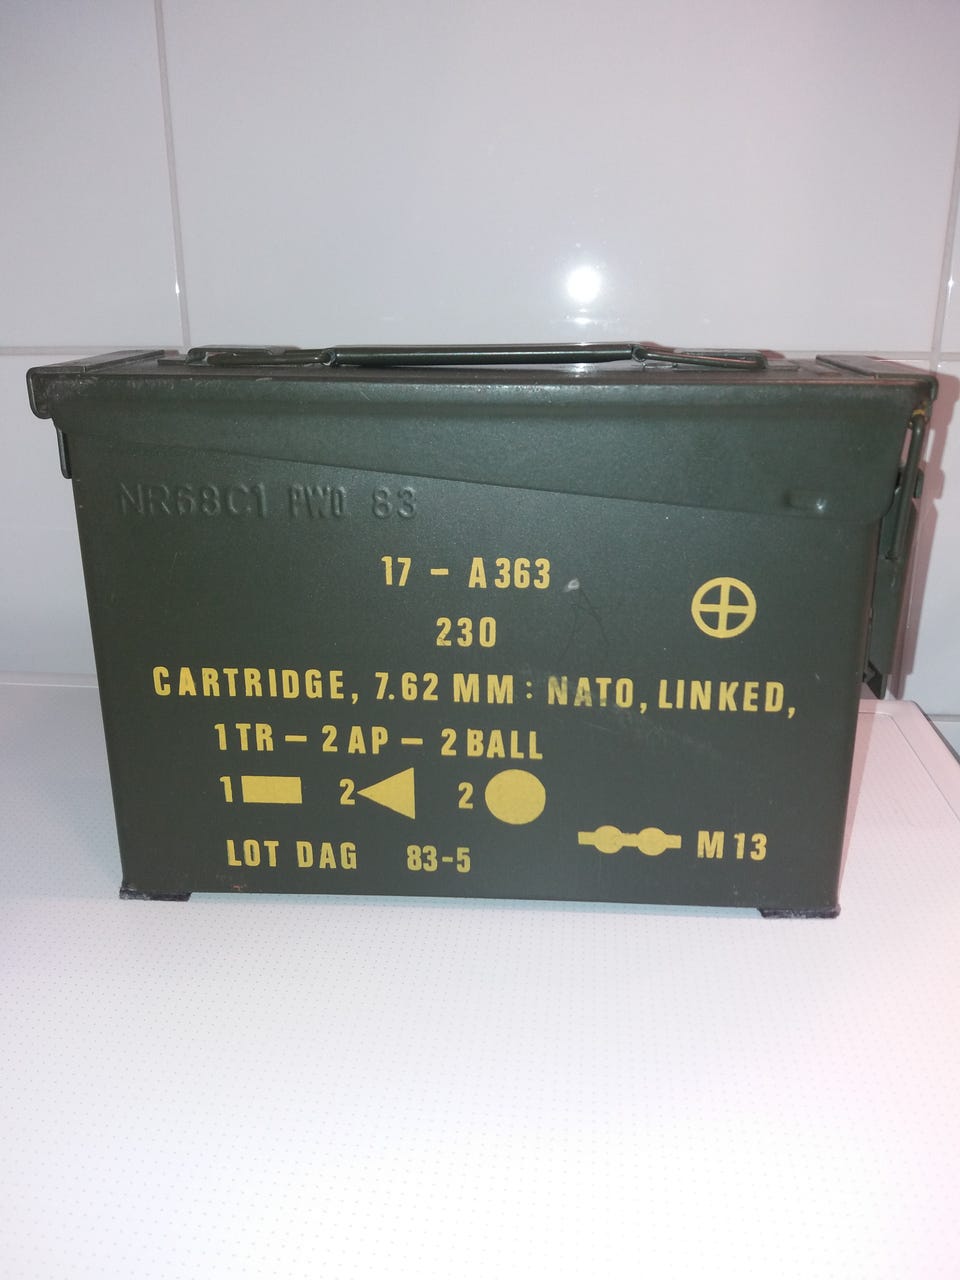 NR68C1 PWD 83
17 - A363
230
CARTRIDGE, 7.62 MM: NATO, LINKED,
1TR - 2AP - 2BALL
1 2 2
M13
LOT DAG 83-5